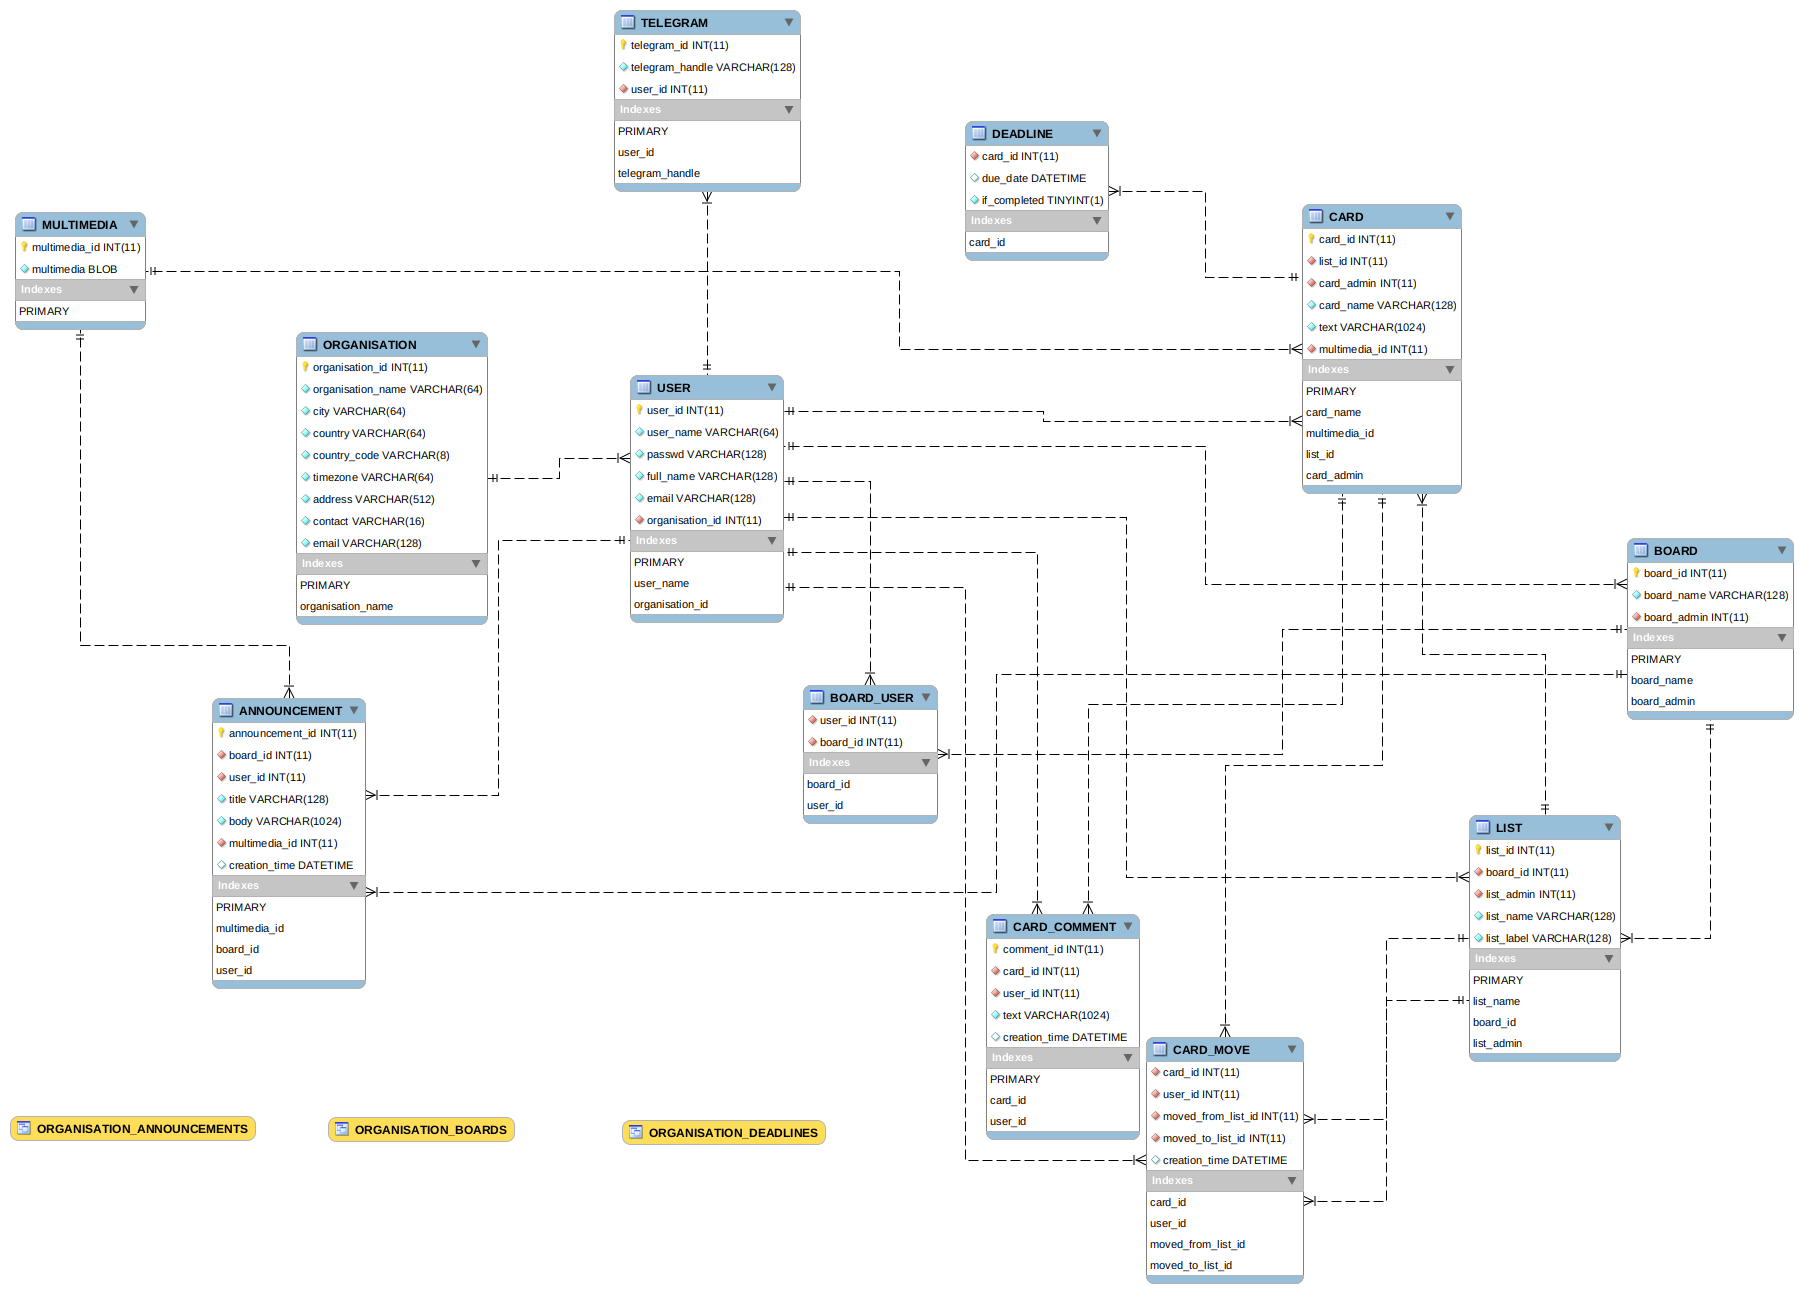 TELEGRAM
telegram_id INT(11)
telegram_handle VARCHAR(128)
user_id INT(11)
Indexes
PRIMARY
user_id
telegram_handle
DEADLINE
card_id INT(11)
due_date DATETIME
if_completed TINYINT(1)
Indexes
card_id
MULTIMEDIA
multimedia_id INT(11)
multimedia BLOB
Indexes
PRIMARY
CARD
card_id INT(11)
list_id INT(11)
card_admin INT(11)
card_name VARCHAR(128)
text VARCHAR(1024)
multimedia_id INT(11)
Indexes
PRIMARY
card_name
multimedia_id
list_id
card_admin
ORGANISATION
organisation_id INT(11)
organisation_name VARCHAR(64)
city VARCHAR(64)
country VARCHAR(64)
country_code VARCHAR(8)
timezone VARCHAR(64)
address VARCHAR(512)
contact VARCHAR(16)
email VARCHAR(128)
Indexes
PRIMARY
organisation_name
USER
user_id INT(11)
user_name VARCHAR(64)
passwd VARCHAR(128)
full_name VARCHAR(128)
email VARCHAR(128)
organisation_id INT(11)
Indexes
PRIMARY
user_name
organisation_id
BOARD
board_id INT(11)
board_name VARCHAR(128)
board_admin INT(11)
Indexes
PRIMARY
board_name
board_admin
ANNOUNCEMENT
announcement_id INT(11)
board_id INT(11)
user_id INT(11)
title VARCHAR(128)
body VARCHAR(1024)
multimedia_id INT(11)
creation_time DATETIME
Indexes
PRIMARY
multimedia_id
board_id
user_id
BOARD_USER
user_id INT(11)
board_id INT(11)
Indexes
board_id
user_id
LIST
list_id INT(11)
board_id INT(11)
list_admin INT(11)
list_name VARCHAR(128)
list_label VARCHAR(128)
Indexes
PRIMARY
list_name
board_id
list_admin
CARD_COMMENT
comment_id INT(11)
card_id INT(11)
user_id INT(11)
text VARCHAR(1024)
creation_time DATETIME
Indexes
PRIMARY
card_id
user_id
CARD_MOVE
card_id INT(11)
user_id INT(11)
moved_from_list_id INT(11)
moved_to_list_id INT(11)
creation_time DATETIME
Indexes
card_id
user_id
moved_from_list_id
moved_to_list_id
ORGANISATION_ANNOUNCEMENTS
ORGANISATION_BOARDS
ORGANISATION_DEADLINES